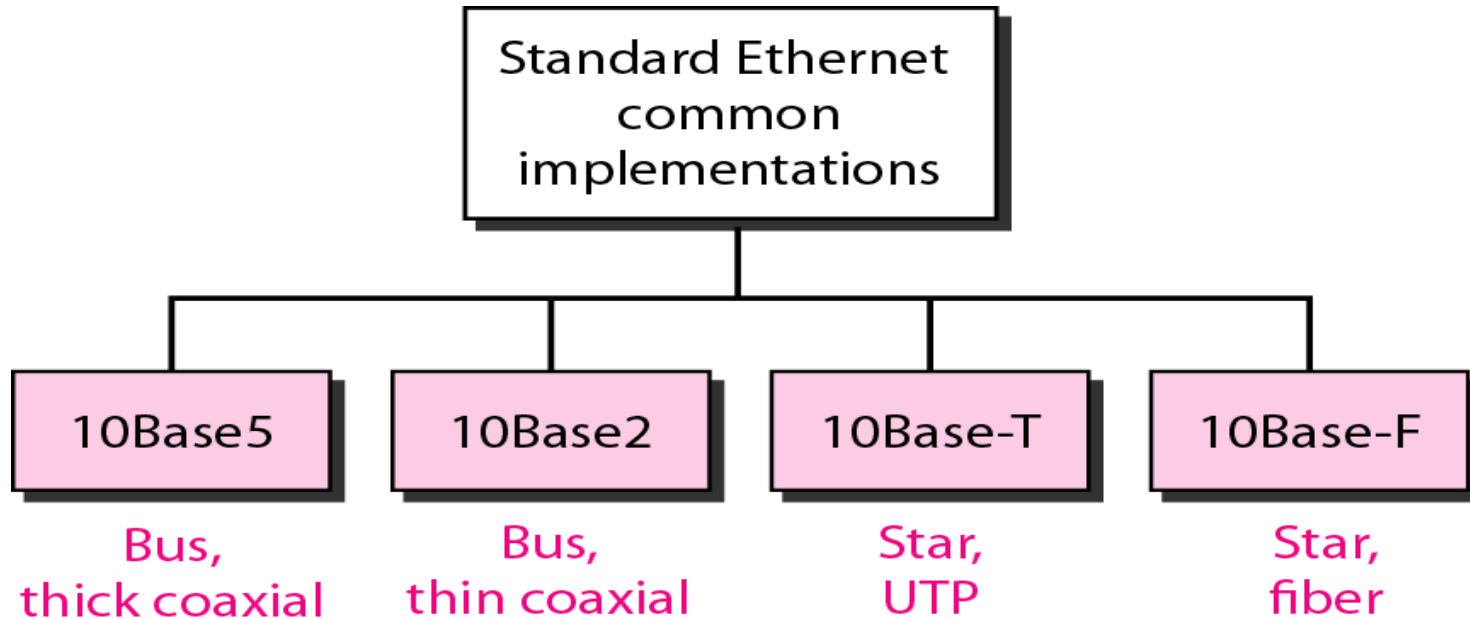 Standard Ethernet
common
implementations
10Base5
10Base2
10Base-T
10Base-F
Bus,
thick coaxial
Bus,
thin coaxial
Star,
UTP
Star,
fiber